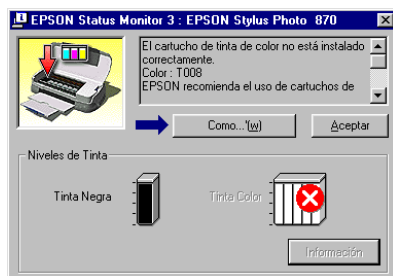 EPSON Status Monitor 3 : EPSON Stylus Photo 870
El cartucho de tinta de color no está instalado
correctamente.
Color : T008
EPSON recomienda el uso de cartuchos de
Como...'(w)
Aceptar
Niveles de Tinta
Tinta Negra
Tinta Color
Información